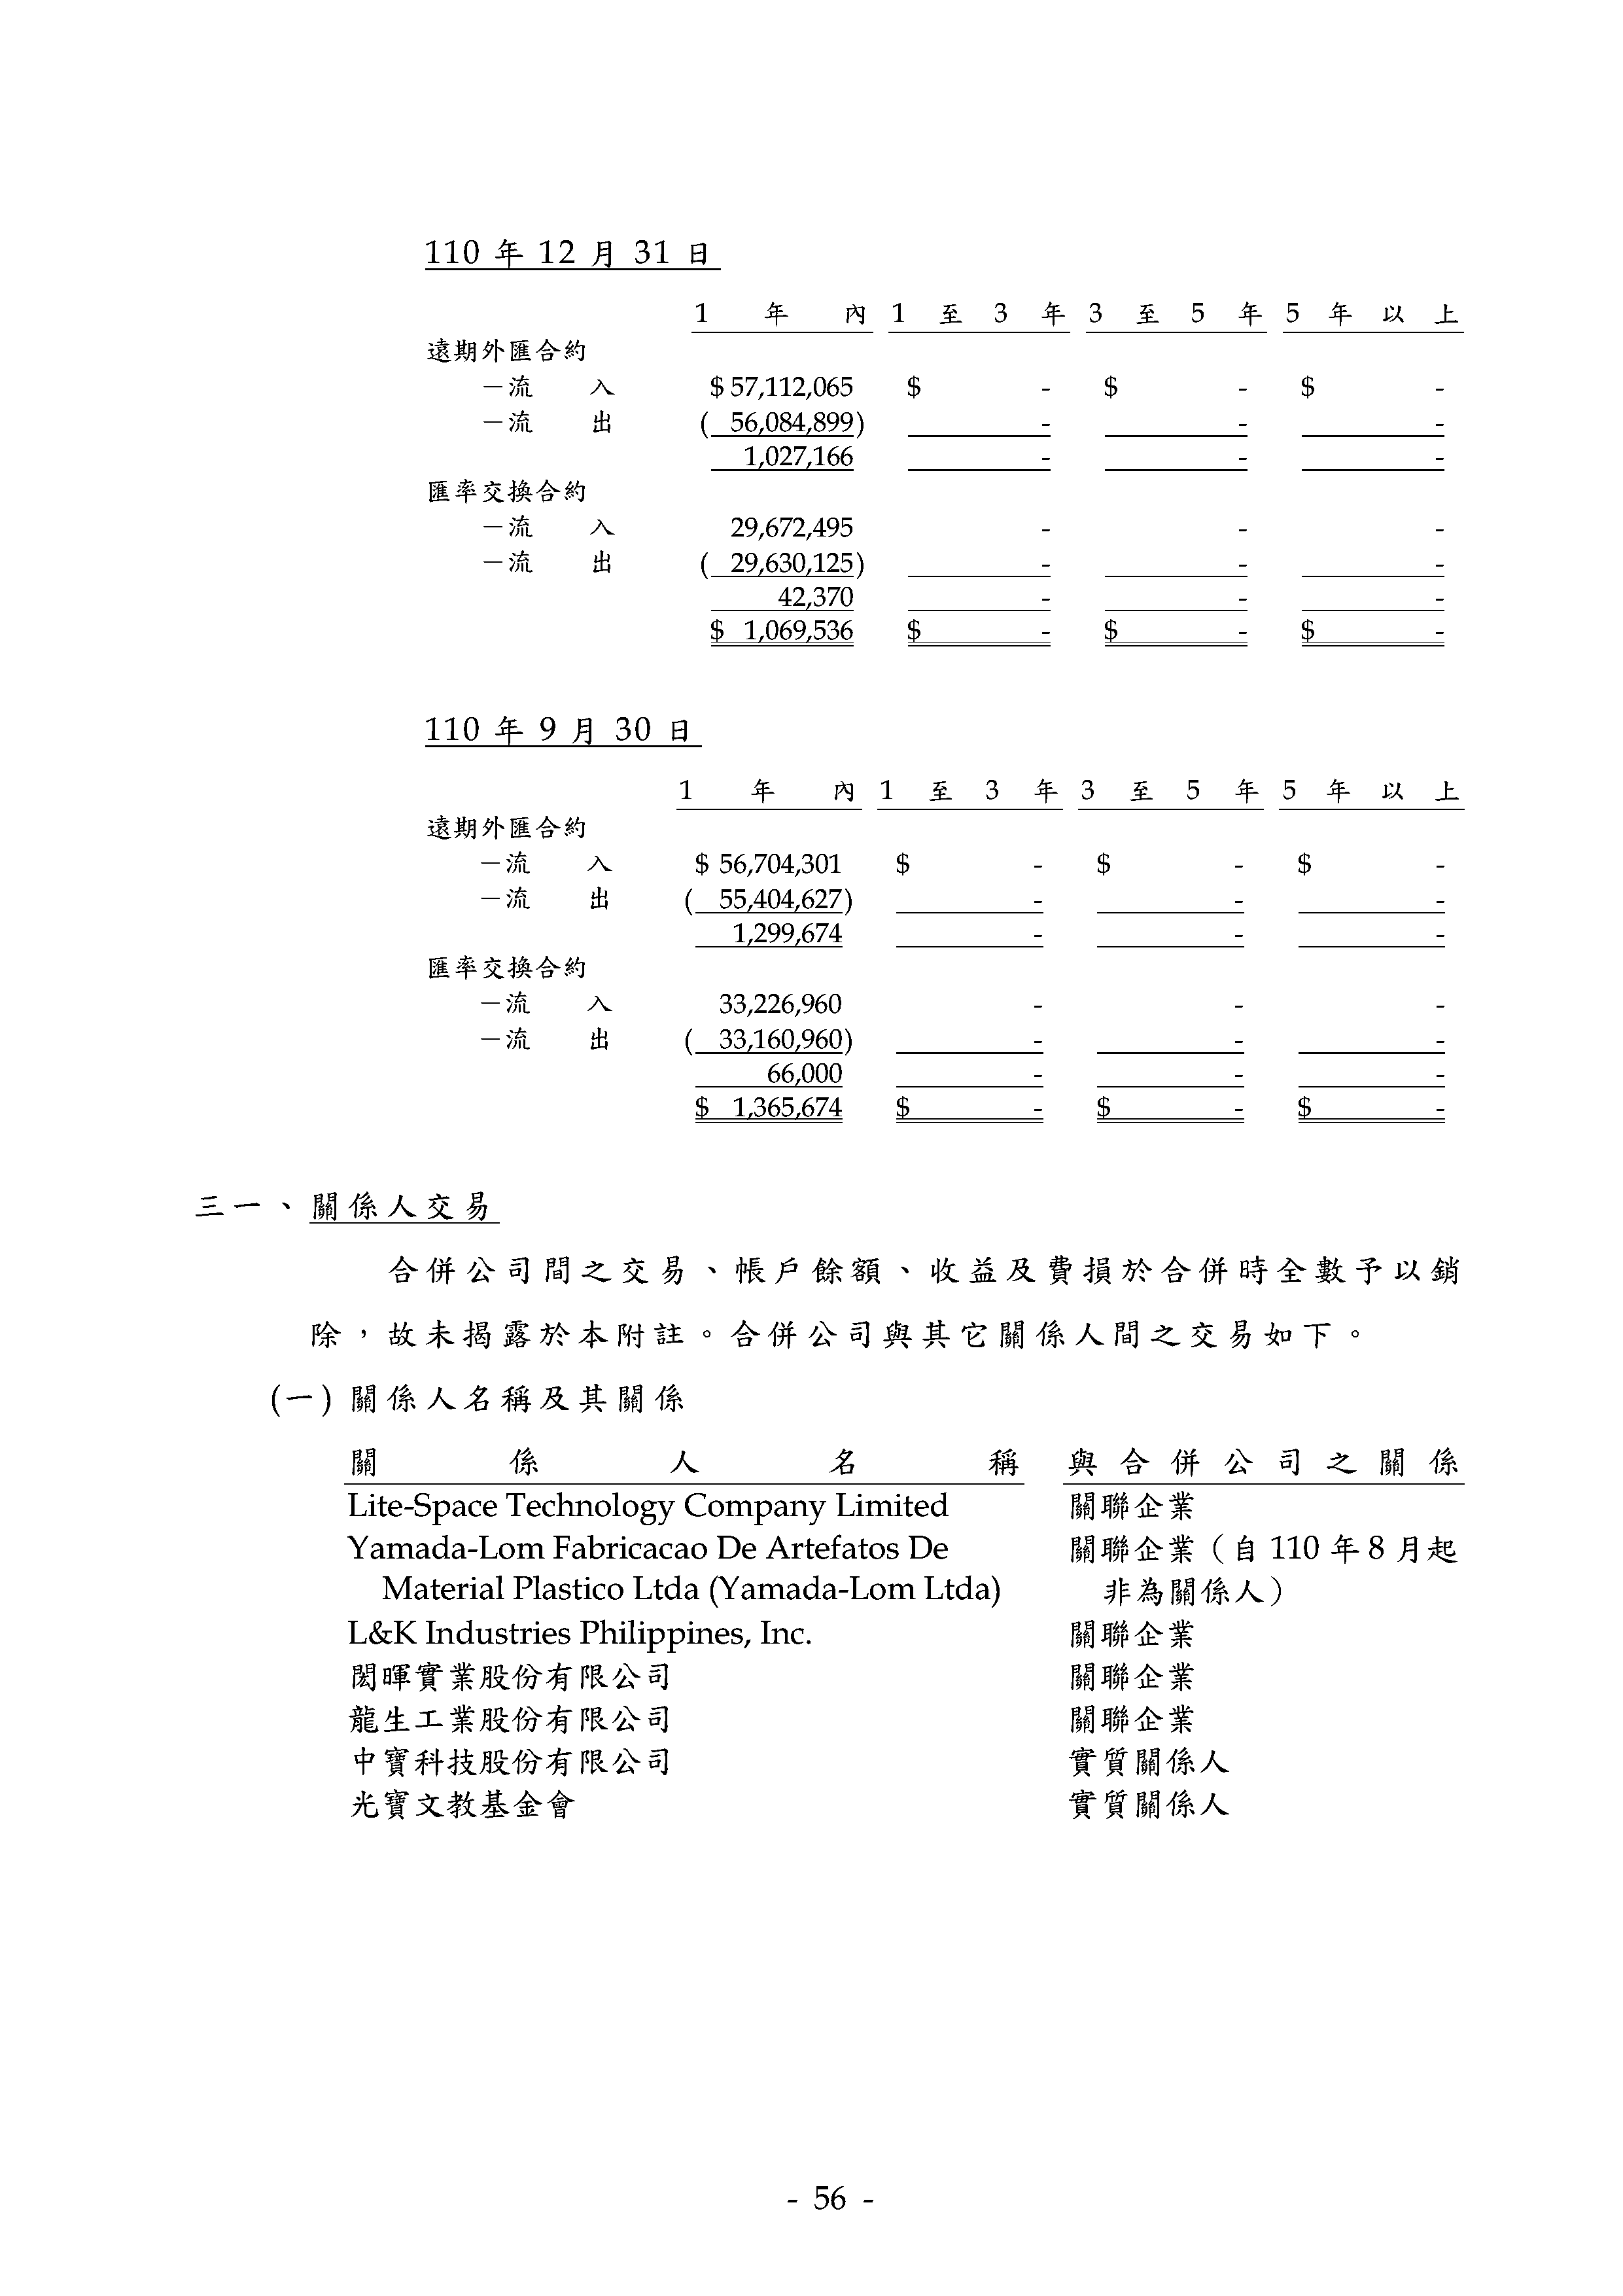 110 年 12 月 31 日
1 年 內 1 至 3 年 3 至 5 年 5 年 以 上
遠期外匯合約
－流 入 $ 57,112,065 $ - $ - $ -
－流 出 ( 56,084,899) - - -
1,027,166 - - -
匯率交換合約
－流 入 29,672,495 - - -
－流 出 ( 29,630,125) - - -
42,370 - - -
$ 1,069,536 $ - $ - $ -
110 年 9 月 30 日
1 年 內 1 至 3 年 3 至 5 年 5 年 以 上
遠期外匯合約
－流 入 $ 56,704,301 $ - $ - $ -
－流 出 ( 55,404,627) - - -
1,299,674 - - -
匯率交換合約
－流 入 33,226,960 - - -
－流 出 ( 33,160,960) - - -
66,000 - - -
$ 1,365,674 $ - $ - $ -
三一、關係人交易
合併公司間之交易、帳戶餘額、收益及費損於合併時全數予以銷
除，故未揭露於本附註。合併公司與其它關係人間之交易如下。
(一) 關係人名稱及其關係
關 係 人 名 稱 與 合 併 公 司 之 關 係
Lite-Space Technology Company Limited 關聯企業
Yamada-Lom Fabricacao De Artefatos De 關聯企業（自 110 年 8 月起
Material Plastico Ltda (Yamada-Lom Ltda) 非為關係人）
L&K Industries Philippines, Inc. 關聯企業
閎暉實業股份有限公司 關聯企業
龍生工業股份有限公司 關聯企業
中寶科技股份有限公司 實質關係人
光寶文教基金會 實質關係人
- 56 -